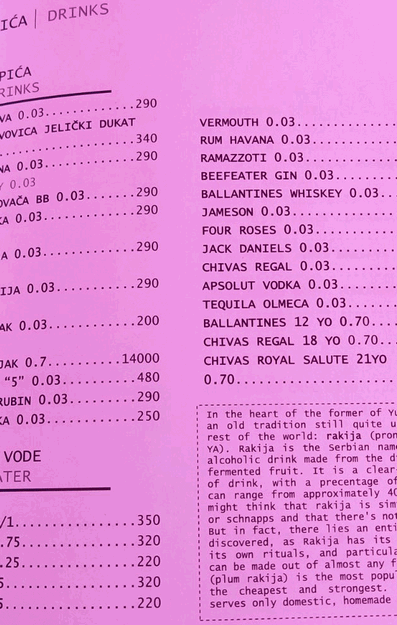 IĆA | DRINKS
PIĆA
RINKS
VA 0.03..............290
VOVICA JELIČKI DUKAT
.....................340
NA 0.03..............290
Y 0.03
OVAČA BB 0.03........290
KA 0.03..............290
A 0.03...............290
IJA 0.03.............290
AK 0.03..............200
JAK 0.7............14000
"5" 0.03.............480
RUBIN 0.03...........290
KA 0.03..............250
VODE
ATER
/1...................350
.75..................320
.25..................220
5....................320
5....................220
VERMOUTH 0.03...............
RUM HAVANA 0.03.............
RAMAZZOTI 0.03..............
BEEFEATER GIN 0.03..........
BALLANTINES WHISKEY 0.03....
JAMESON 0.03................
FOUR ROSES 0.03.............
JACK DANIELS 0.03...........
CHIVAS REGAL 0.03...........
APSOLUT VODKA 0.03..........
TEQUILA OLMECA 0.03.........
BALLANTINES 12 YO 0.70......
CHIVAS REGAL 18 YO 0.70.....
CHIVAS ROYAL SALUTE 21YO
0.70........................
In the heart of the former of Yu
an old tradition still quite u
rest of the world: rakija (pron
YA). Rakija is the Serbian name
alcoholic drink made from the d
fermented fruit. It is a clear-
of drink, with a precentage of
can range from approximately 40
might think that rakija is sim
or schnapps and that there's not
But in fact, there lies an enti
discovered, as Rakija has its
its own rituals, and particula
can be made out of almost any f
(plum rakija) is the most popu
the cheapest and strongest.
serves only domestic, homemade